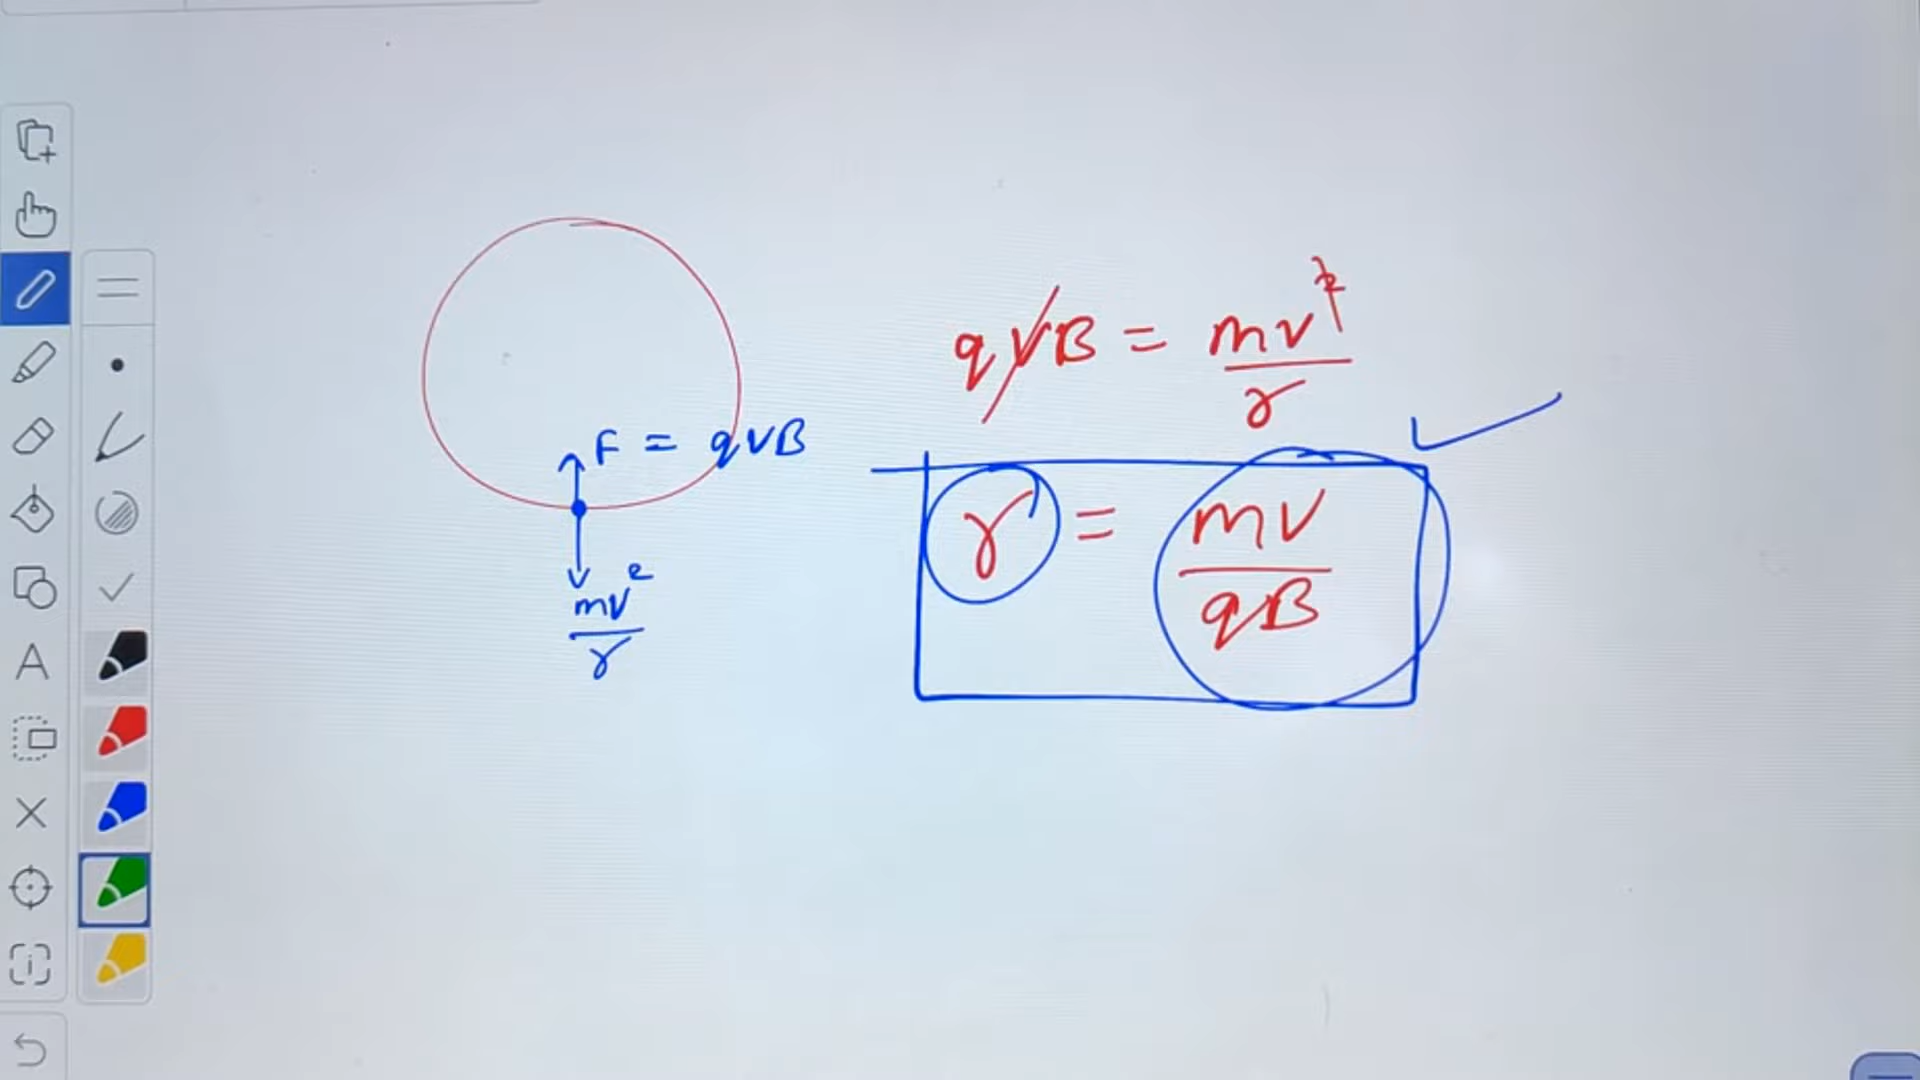 F = qvB
mv²
r
qvB = mv²
r
r = mv
qB
A